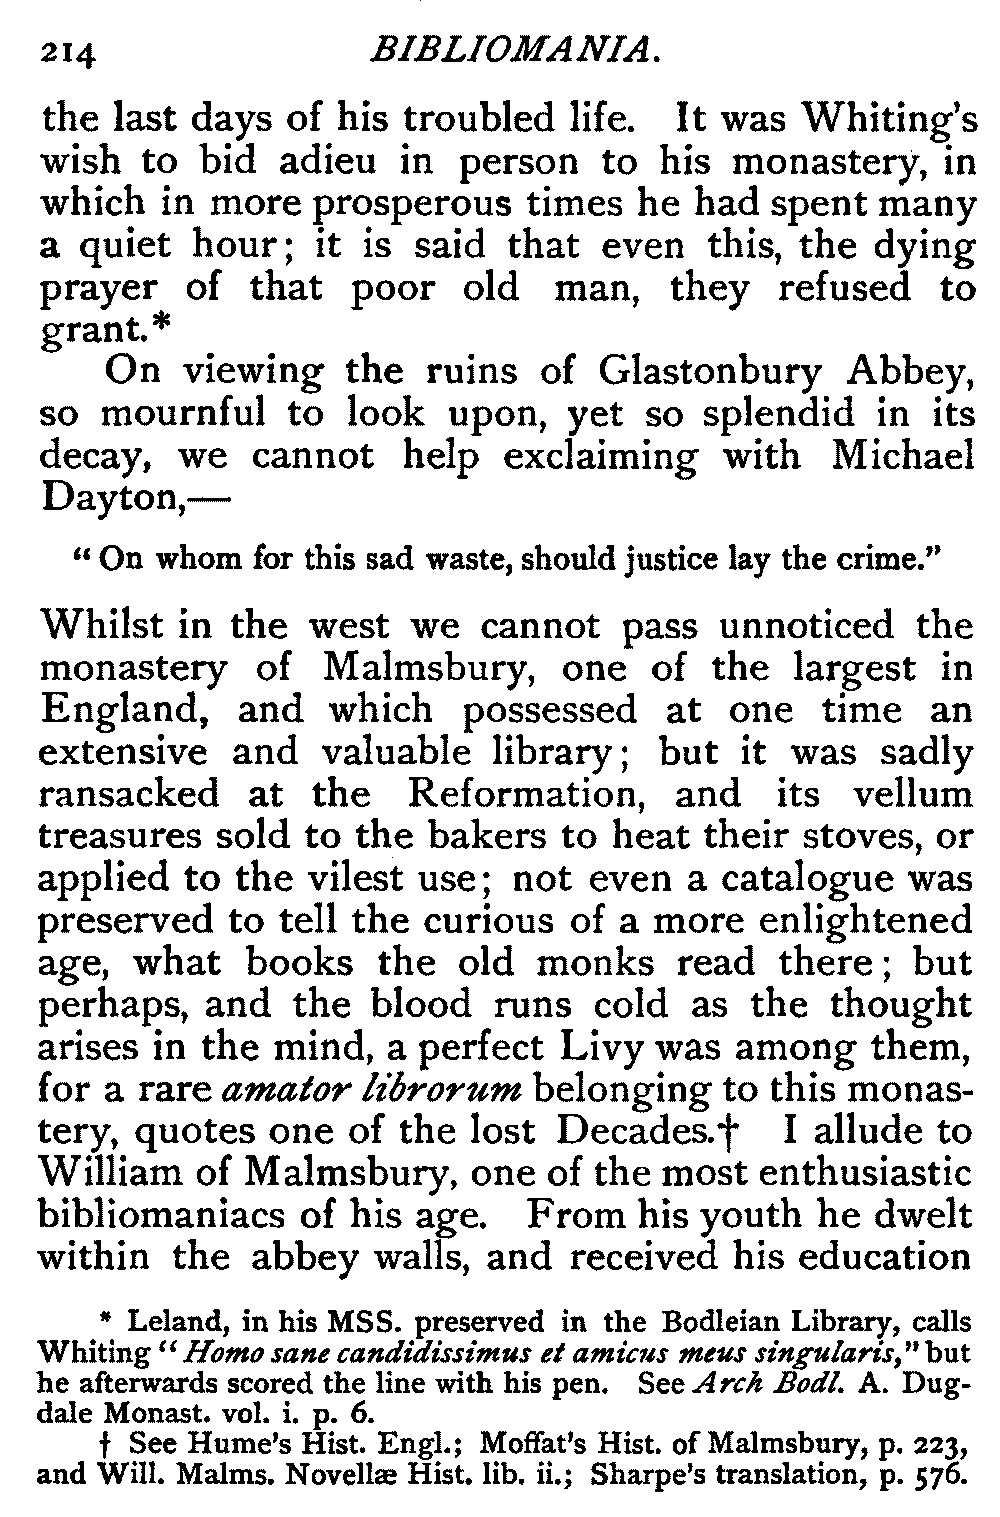 214 BIBLIOMANIA.
the last days of his troubled life. It was Whiting's
wish to bid adieu in person to his monastery, in
which in more prosperous times he had spent many
a quiet hour; it is said that even this, the dying
prayer of that poor old man, they refused to
grant.*
On viewing the ruins of Glastonbury Abbey,
so mournful to look upon, yet so splendid in its
decay, we cannot help exclaiming with Michael
Dayton,—
"On whom for this sad waste, should justice lay the crime."
Whilst in the west we cannot pass unnoticed the
monastery of Malmsbury, one of the largest in
England, and which possessed at one time an
extensive and valuable library; but it was sadly
ransacked at the Reformation, and its vellum
treasures sold to the bakers to heat their stoves, or
applied to the vilest use; not even a catalogue was
preserved to tell the curious of a more enlightened
age, what books the old monks read there; but
perhaps, and the blood runs cold as the thought
arises in the mind, a perfect Livy was among them,
for a rare amator librorum belonging to this monas-
tery, quotes one of the lost Decades.† I allude to
William of Malmsbury, one of the most enthusiastic
bibliomaniacs of his age. From his youth he dwelt
within the abbey walls, and received his education
* Leland, in his MSS. preserved in the Bodleian Library, calls
Whiting "Homo sane candidissimus et amicus meus singularis," but
he afterwards scored the line with his pen. See Arch Bodl. A. Dug-
dale Monast. vol. i. p. 6.
† See Hume's Hist. Engl.; Moffat's Hist. of Malmsbury, p. 223,
and Will. Malms. Novellæ Hist. lib. ii.; Sharpe's translation, p. 576.